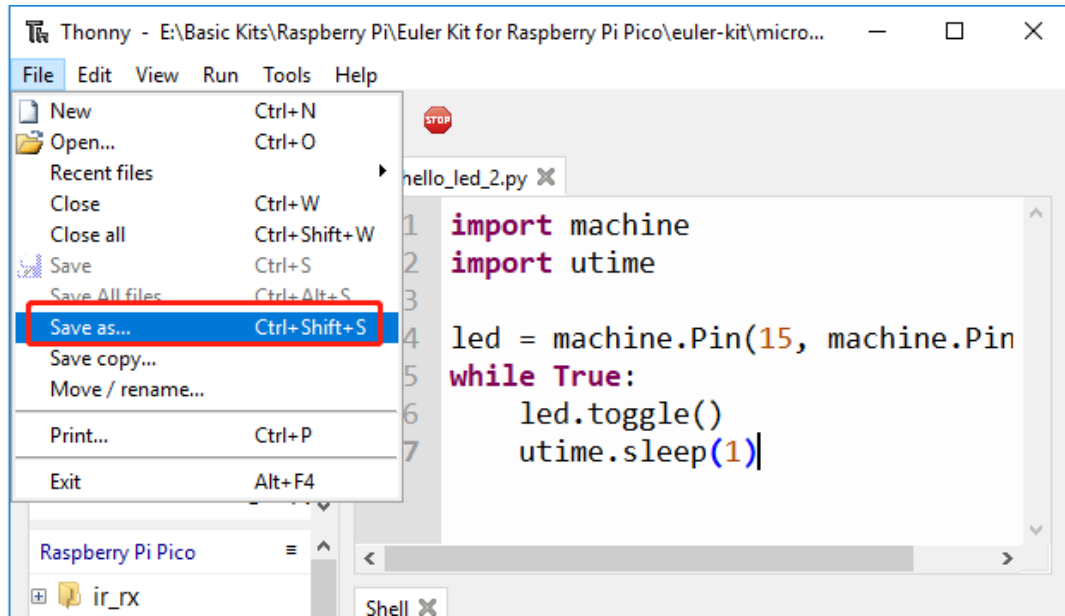 Thonny - E:\Basic Kits\Raspberry Pi\Euler Kit for Raspberry Pi Pico\euler-kit\micro...
File Edit View Run Tools Help
New Ctrl+N
Open... Ctrl+O
Recent files
Close Ctrl+W
Close all Ctrl+Shift+W
Save Ctrl+S
Save All files Ctrl+Alt+S
Save as... Ctrl+Shift+S
Save copy...
Move / rename...
Print... Ctrl+P
Exit Alt+F4
STOP
hello_led_2.py
1 import machine
2 import utime
3
4 led = machine.Pin(15, machine.Pin
5 while True:
6 led.toggle()
7 utime.sleep(1)
Raspberry Pi Pico
ir_rx
Shell